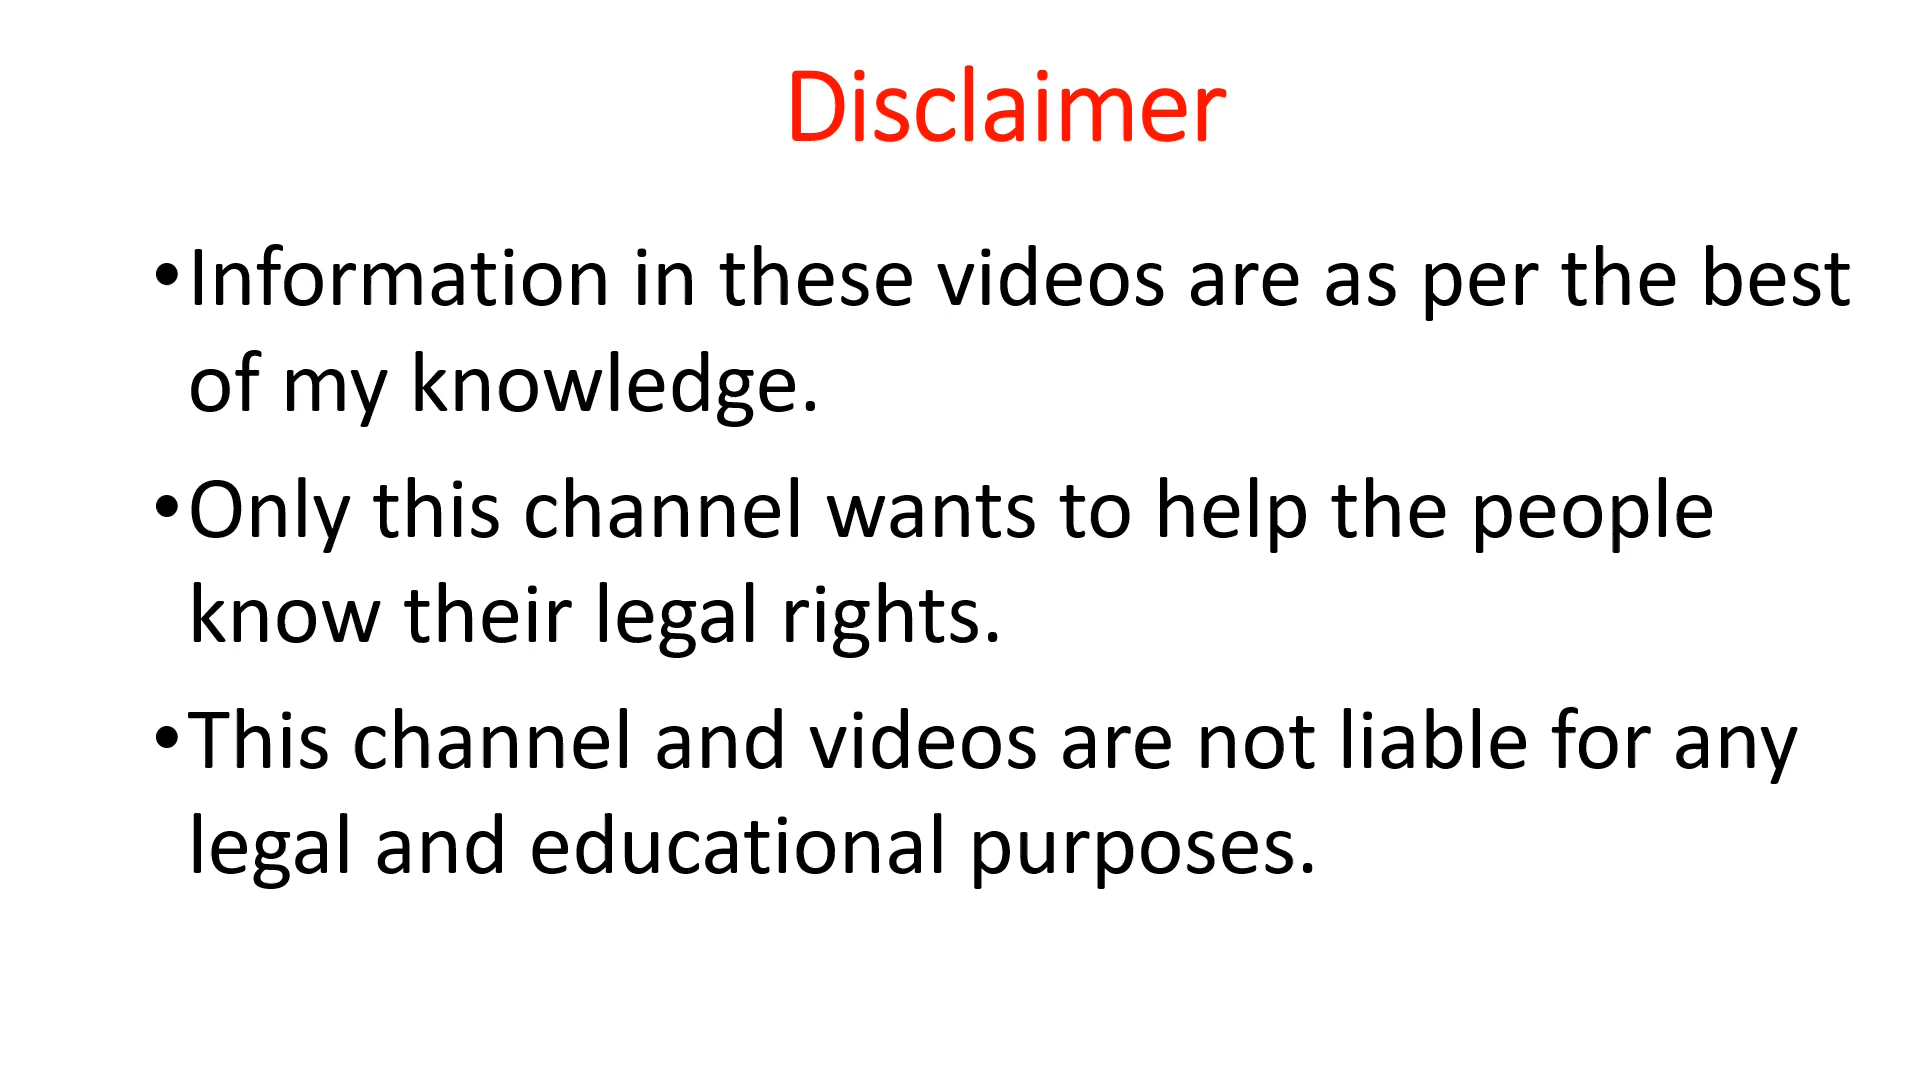 Disclaimer
•Information in these videos are as per the best
of my knowledge.
•Only this channel wants to help the people
know their legal rights.
•This channel and videos are not liable for any
legal and educational purposes.